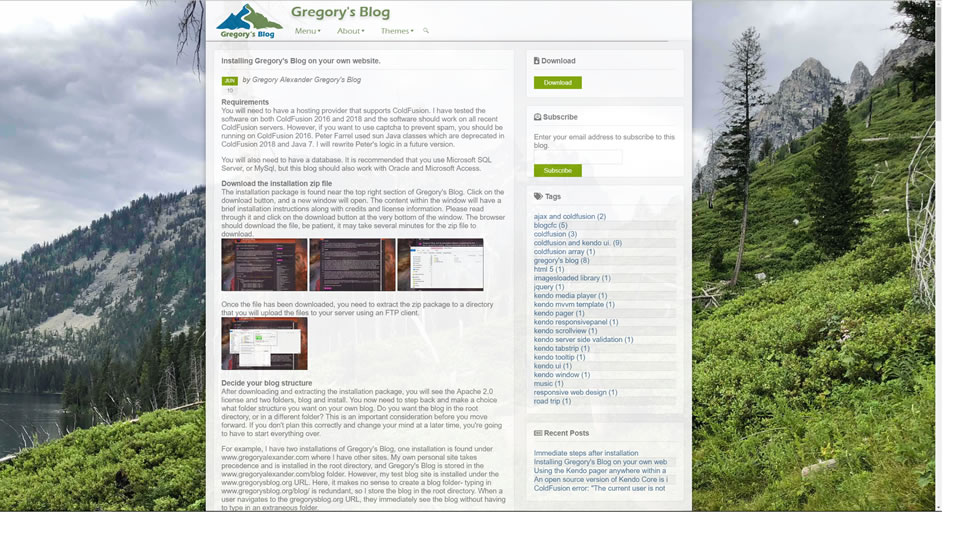 Gregory's Blog
Gregory's Blog
Menu
About
Themes
Installing Gregory's Blog on your own website.
JUN
by Gregory Alexander Gregory's Blog
10
Requirements
You will need to have a hosting provider that supports ColdFusion. I have tested the
software on both ColdFusion 2016 and 2018 and the software should work on all recent
ColdFusion servers. However, if you want to use captcha to prevent spam, you should be
running on ColdFusion 2016. Peter Farrel used sun Java classes which are deprecated in
ColdFusion 2018 and Java 7. I will rewrite Peter's logic in a future version.
You will also need to have a database. It is recommended that you use Microsoft SQL
Server, or MySql, but this blog should also work with Oracle and Microsoft Access.
Download the installation zip file
The installation package is found near the top right section of Gregory's Blog. Click on the
download button, and a new window will open. The content within the window will have a
brief installation instructions along with credits and license information. Please read
through it and click on the download button at the very bottom of the window. The browser
should download the file, be patient, it may take several minutes for the zip file to
download.
Once the file has been downloaded, you need to extract the zip package to a directory
that you will upload the files to your server using an FTP client.
Decide your blog structure
After downloading and extracting the installation package, you will see the Apache 2.0
license and two folders, blog and install. You now need to step back and make a choice
what folder structure you want on your own blog. Do you want the blog in the root
directory, or in a different folder? This is an important consideration before you move
forward. If you don't plan this correctly and change your mind at a later time, you're going
to have to start everything over.
For example, I have two installations of Gregory's Blog, one installation is found under
www.gregoryalexander.com where I have other sites. My own personal site takes
precedence and is installed in the root directory, and Gregory's Blog is stored in the
www.gregoryalexander.com/blog folder. However, my test blog site is installed under the
www.gregorysblog.org URL. Here, it makes no sense to create a blog folder- typing in
www.gregorysblog.org/blog/ is redundant, so I store the blog in the root directory. When a
user navigates to the gregorysblog.org URL, they immediately see the blog without having
to type in an extraneous folder.
Download
Download
Subscribe
Enter your email address to subscribe to this
blog.
Subscribe
Tags
ajax and coldfusion (2)
blogcfc (5)
coldfusion (3)
coldfusion and kendo ui. (9)
coldfusion array (1)
gregory's blog (8)
html 5 (1)
imagesloaded library (1)
jquery (1)
kendo media player (1)
kendo mvvm template (1)
kendo pager (1)
kendo responsivepanel (1)
kendo scrollview (1)
kendo server side validation (1)
kendo tabstrip (1)
kendo tooltip (1)
kendo ui (1)
kendo window (1)
music (1)
responsive web design (1)
road trip (1)
Recent Posts
Immediate steps after installation
Installing Gregory's Blog on your own web
Using the Kendo pager anywhere within a
An open source version of Kendo Core is i
ColdFusion error: "The current user is not